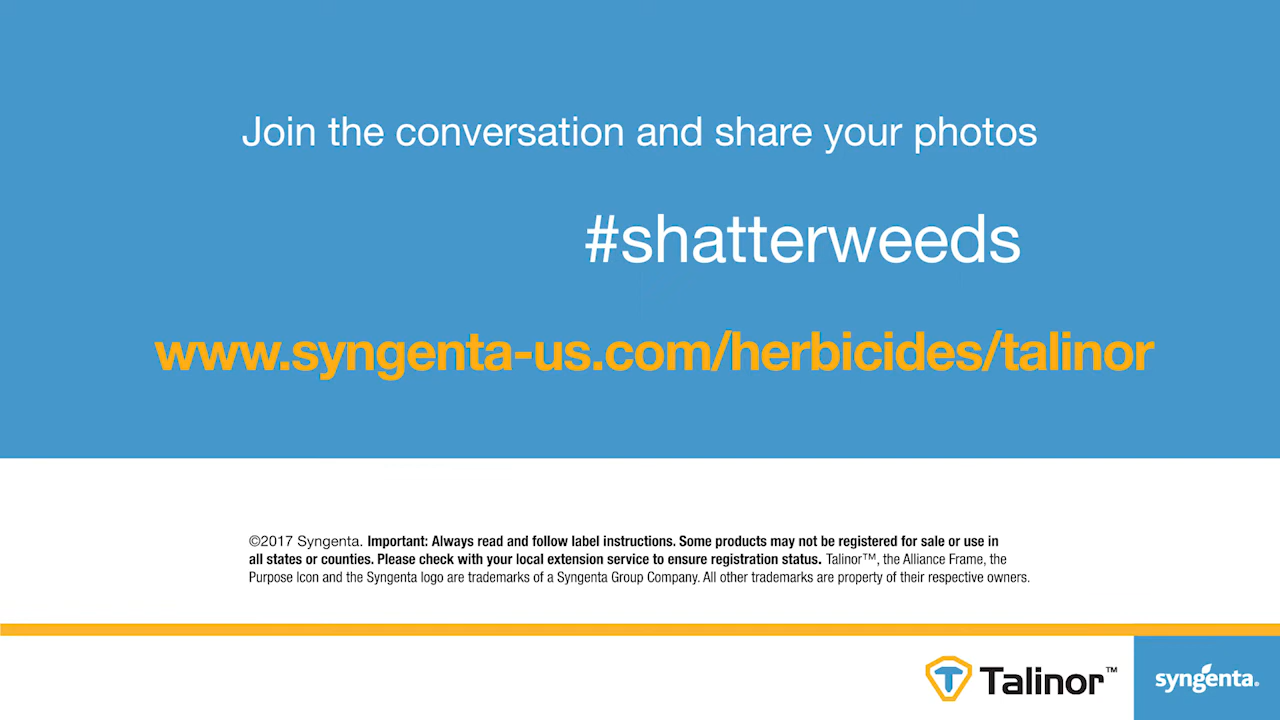 Join the conversation and share your photos
#shatterweeds
www.syngenta-us.com/herbicides/talinor
©2017 Syngenta. Important: Always read and follow label instructions. Some products may not be registered for sale or use in
all states or counties. Please check with your local extension service to ensure registration status. Talinor™, the Alliance Frame, the
Purpose Icon and the Syngenta logo are trademarks of a Syngenta Group Company. All other trademarks are property of their respective owners.
T Talinor™
syngenta.